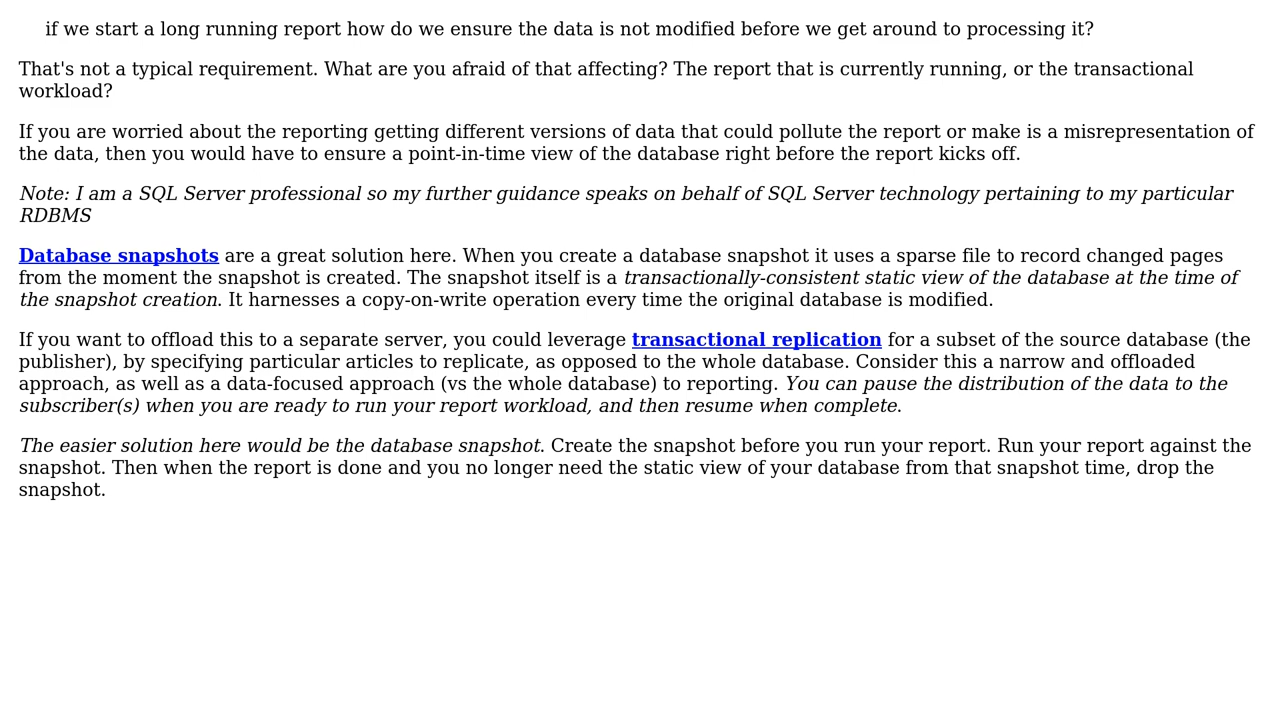 if we start a long running report how do we ensure the data is not modified before we get around to processing it?
That's not a typical requirement. What are you afraid of that affecting? The report that is currently running, or the transactional
workload?
If you are worried about the reporting getting different versions of data that could pollute the report or make is a misrepresentation of
the data, then you would have to ensure a point-in-time view of the database right before the report kicks off.
Note: I am a SQL Server professional so my further guidance speaks on behalf of SQL Server technology pertaining to my particular
RDBMS
Database snapshots are a great solution here. When you create a database snapshot it uses a sparse file to record changed pages
from the moment the snapshot is created. The snapshot itself is a transactionally-consistent static view of the database at the time of
the snapshot creation. It harnesses a copy-on-write operation every time the original database is modified.
If you want to offload this to a separate server, you could leverage transactional replication for a subset of the source database (the
publisher), by specifying particular articles to replicate, as opposed to the whole database. Consider this a narrow and offloaded
approach, as well as a data-focused approach (vs the whole database) to reporting. You can pause the distribution of the data to the
subscriber(s) when you are ready to run your report workload, and then resume when complete.
The easier solution here would be the database snapshot. Create the snapshot before you run your report. Run your report against the
snapshot. Then when the report is done and you no longer need the static view of your database from that snapshot time, drop the
snapshot.